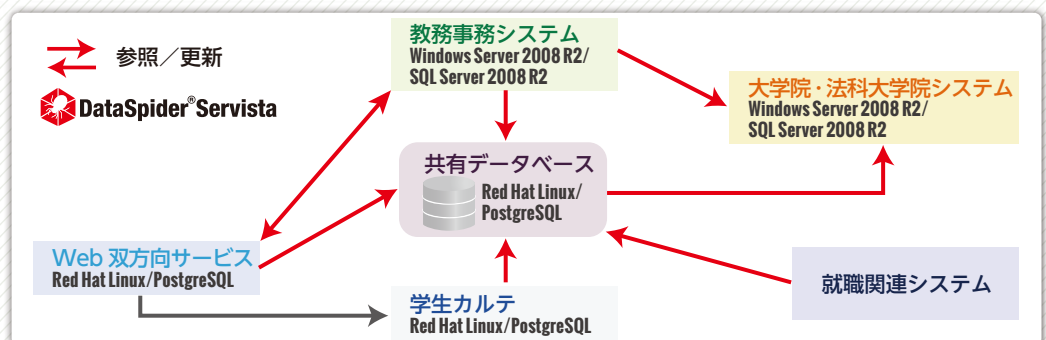 参照／更新
DataSpider® Servista
教務事務システム
Windows Server 2008 R2/
SQL Server 2008 R2
大学院・法科大学院システム
Windows Server 2008 R2/
SQL Server 2008 R2
共有データベース
Red Hat Linux/
PostgreSQL
Web 双方向サービス
Red Hat Linux/PostgreSQL
就職関連システム
学生カルテ
Red Hat Linux/PostgreSQL